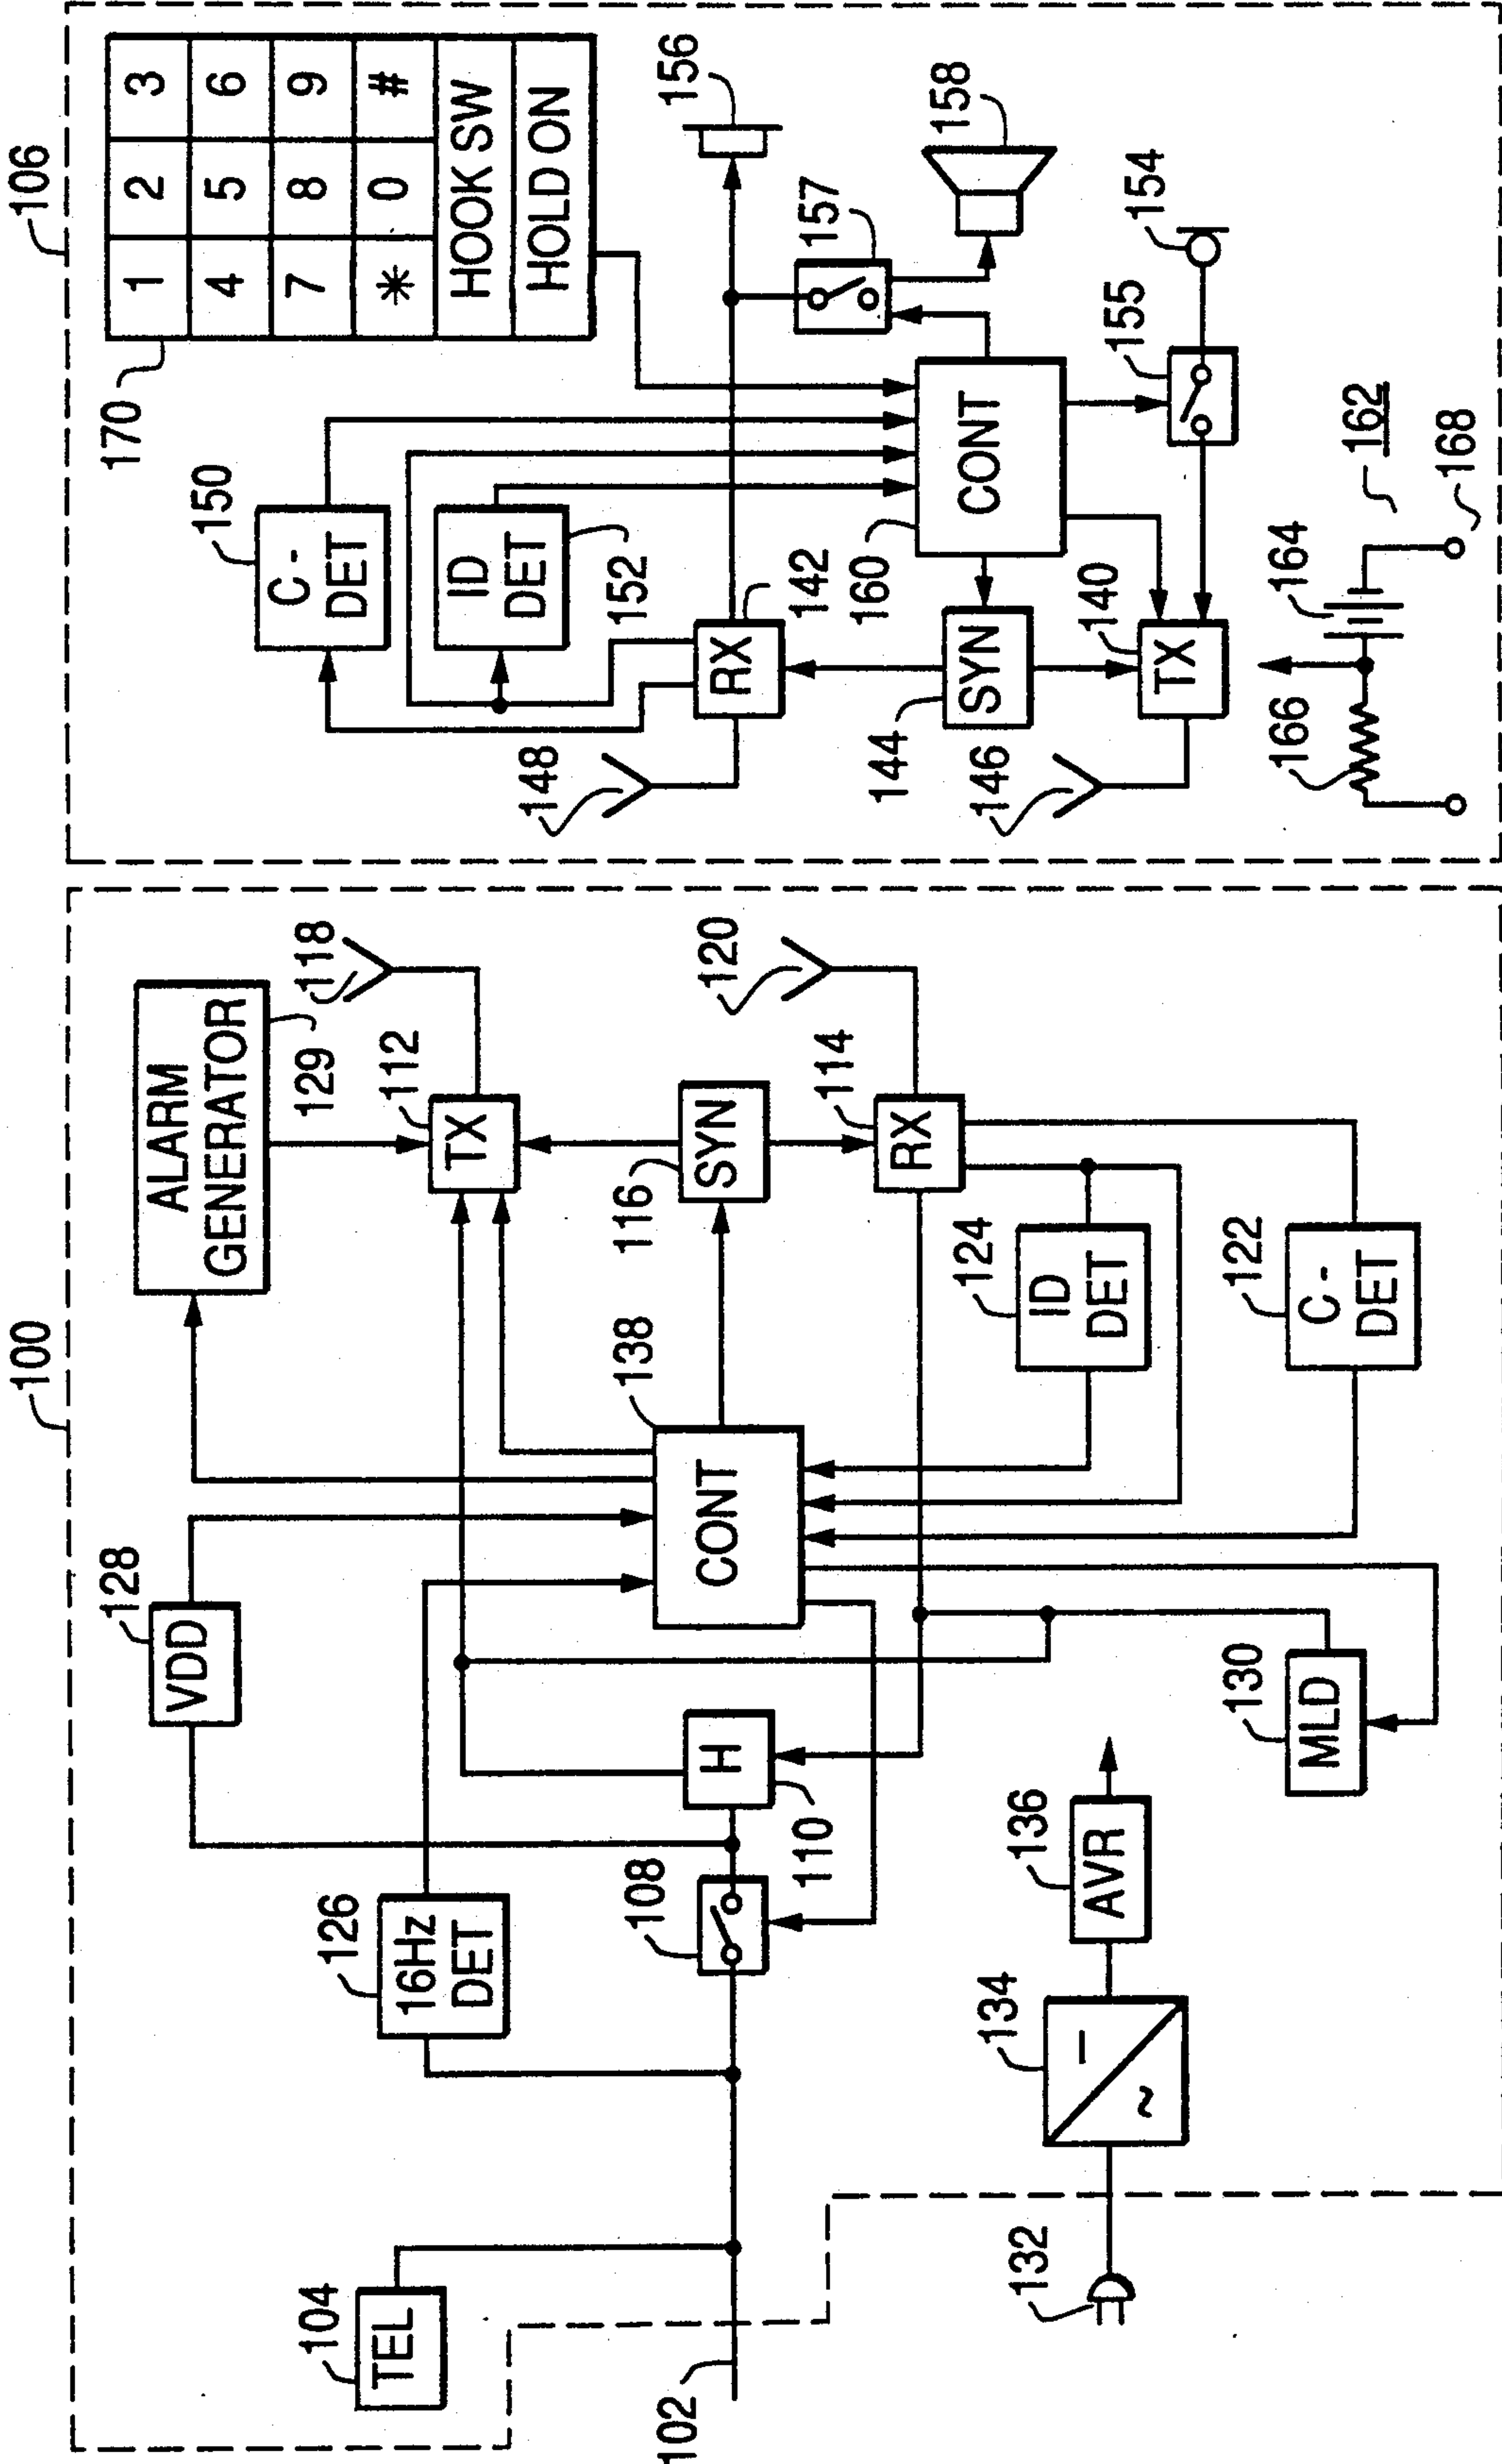 100
104
TEL
102
126
16Hz
DET
128
VDD
108
110
H
138
CONT
ALARM
GENERATOR
129
118
112
TX
116
SYN
120
114
RX
124
ID
DET
122
C-
DET
130
MLD
132
134
−
~
136
AVR
106
170
1 2 3
4 5 6
7 8 9
* 0 #
HOOK SW
HOLD ON
150
C-
DET
152
ID
DET
148
142
RX
156
157
158
160
CONT
144
SYN
146
140
TX
155
154
162
164
166
168